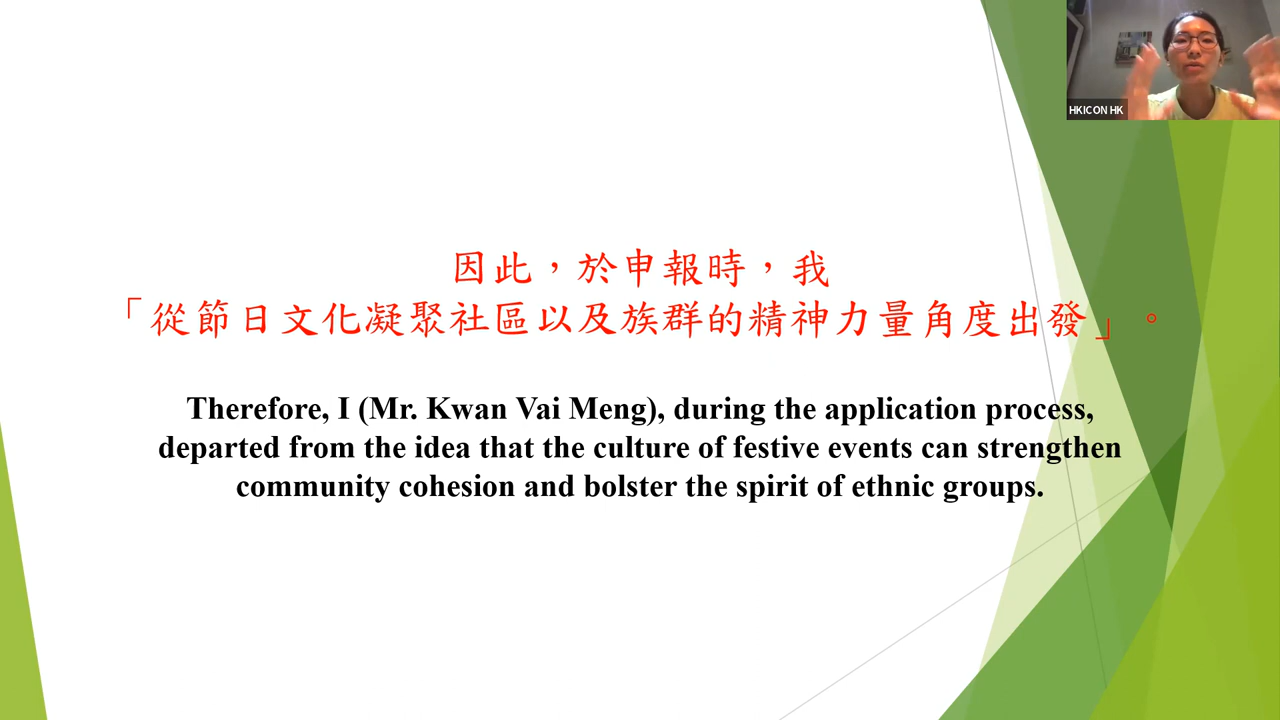 HKICON HK
因此，於申報時，我
「從節日文化凝聚社區以及族群的精神力量角度出發」。
Therefore, I (Mr. Kwan Vai Meng), during the application process,
departed from the idea that the culture of festive events can strengthen
community cohesion and bolster the spirit of ethnic groups.